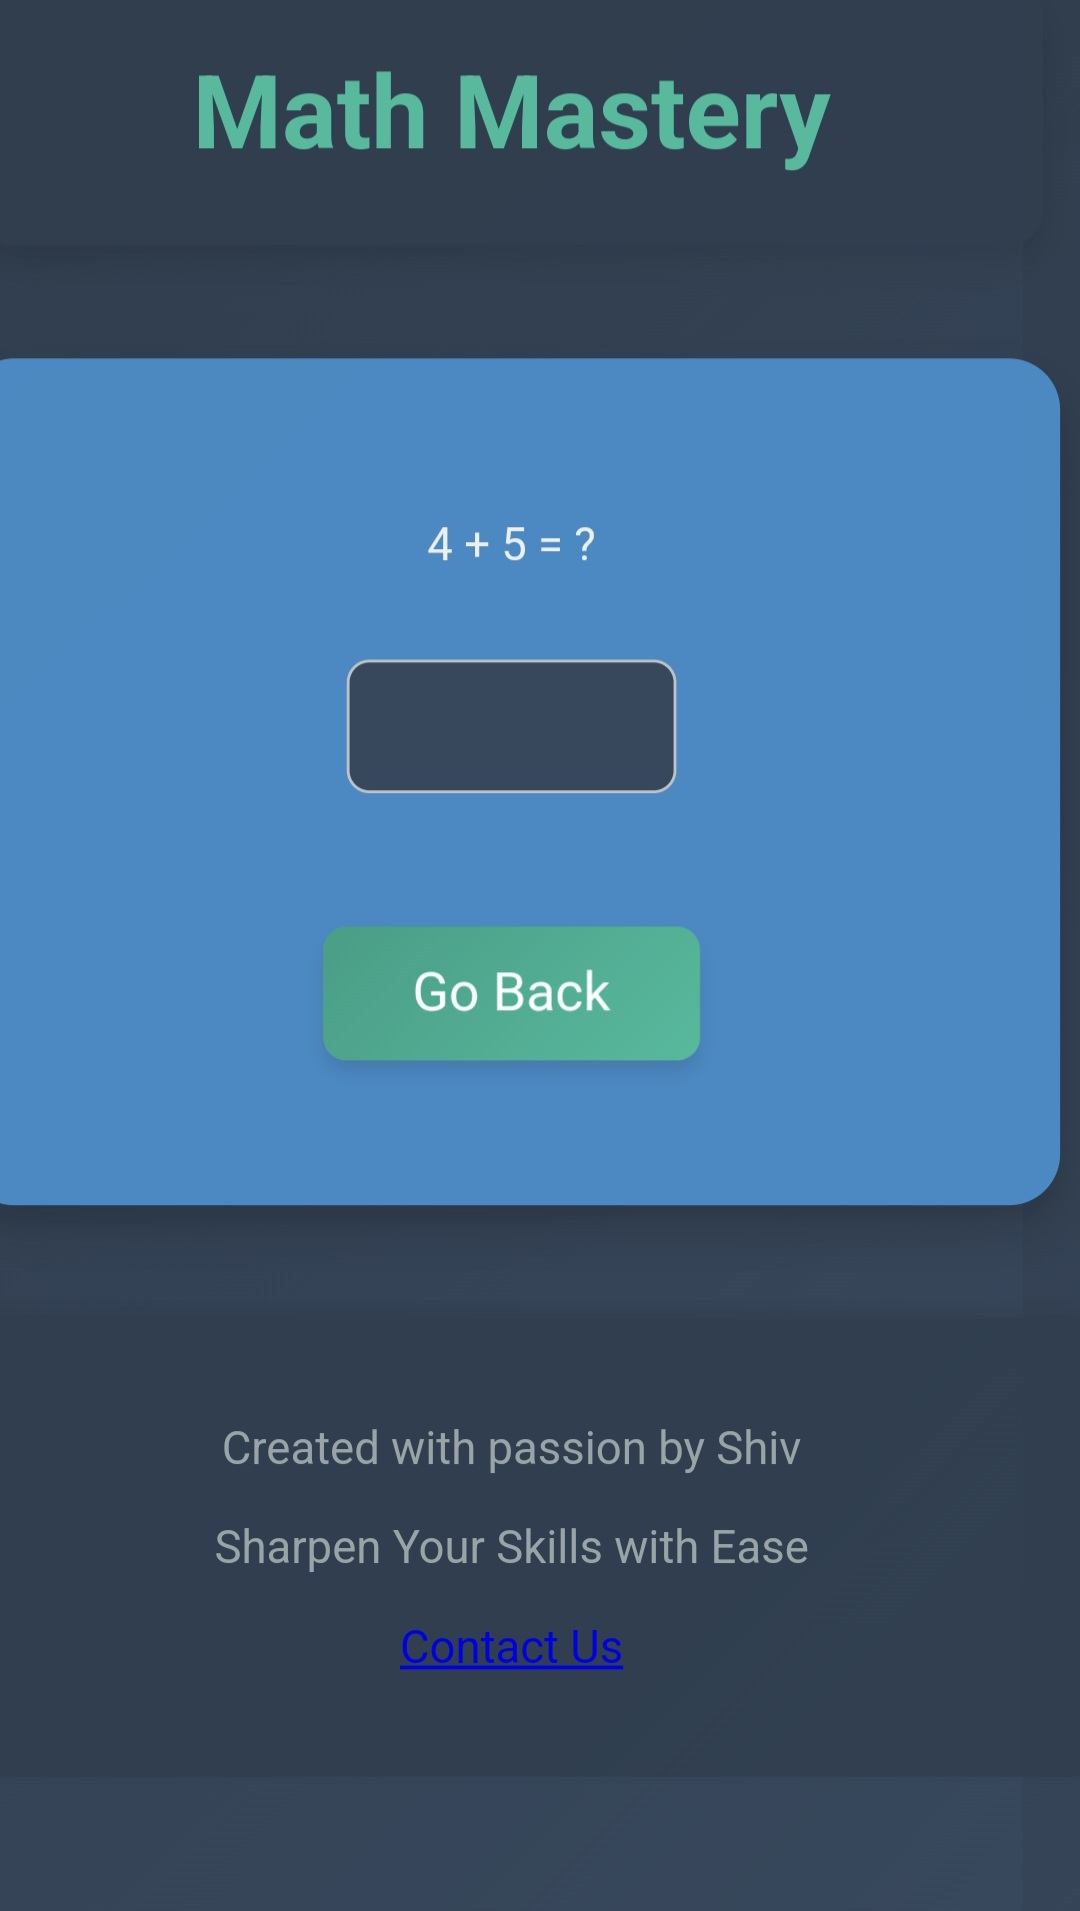 Math Mastery
4 + 5 = ?
Go Back
Created with passion by Shiv
Sharpen Your Skills with Ease
Contact Us